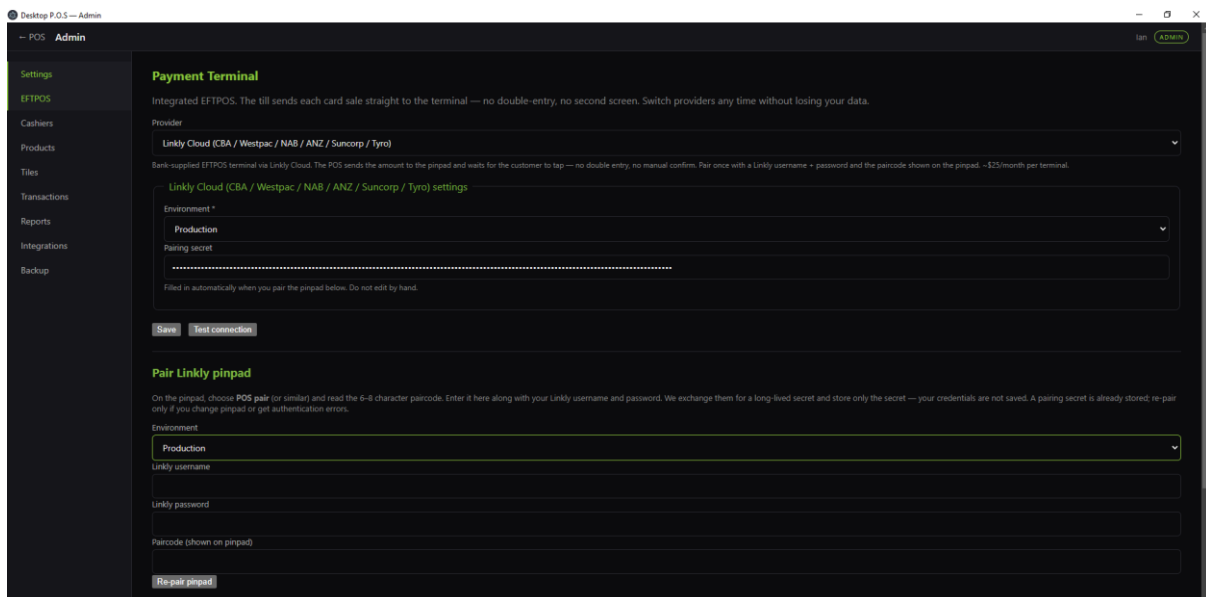 Desktop P.O.S — Admin
← POS Admin
Ian ADMIN
Settings
EFTPOS
Cashiers
Products
Tiles
Transactions
Reports
Integrations
Backup
Payment Terminal
Integrated EFTPOS. The till sends each card sale straight to the terminal — no double-entry, no second screen. Switch providers any time without losing your data.
Provider
Linkly Cloud (CBA / Westpac / NAB / ANZ / Suncorp / Tyro)
Bank-supplied EFTPOS terminal via Linkly Cloud. The POS sends the amount to the pinpad and waits for the customer to tap — no double entry, no manual confirm. Pair once with a Linkly username + password and the paircode shown on the pinpad. ~$25/month per terminal.
Linkly Cloud (CBA / Westpac / NAB / ANZ / Suncorp / Tyro) settings
Environment *
Production
Pairing secret
Filled in automatically when you pair the pinpad below. Do not edit by hand.
Save Test connection
Pair Linkly pinpad
On the pinpad, choose POS pair (or similar) and read the 6–8 character paircode. Enter it here along with your Linkly username and password. We exchange them for a long-lived secret and store only the secret — your credentials are not saved. A pairing secret is already stored; re-pair
only if you change pinpad or get authentication errors.
Environment
Production
Linkly username
Linkly password
Paircode (shown on pinpad)
Re-pair pinpad